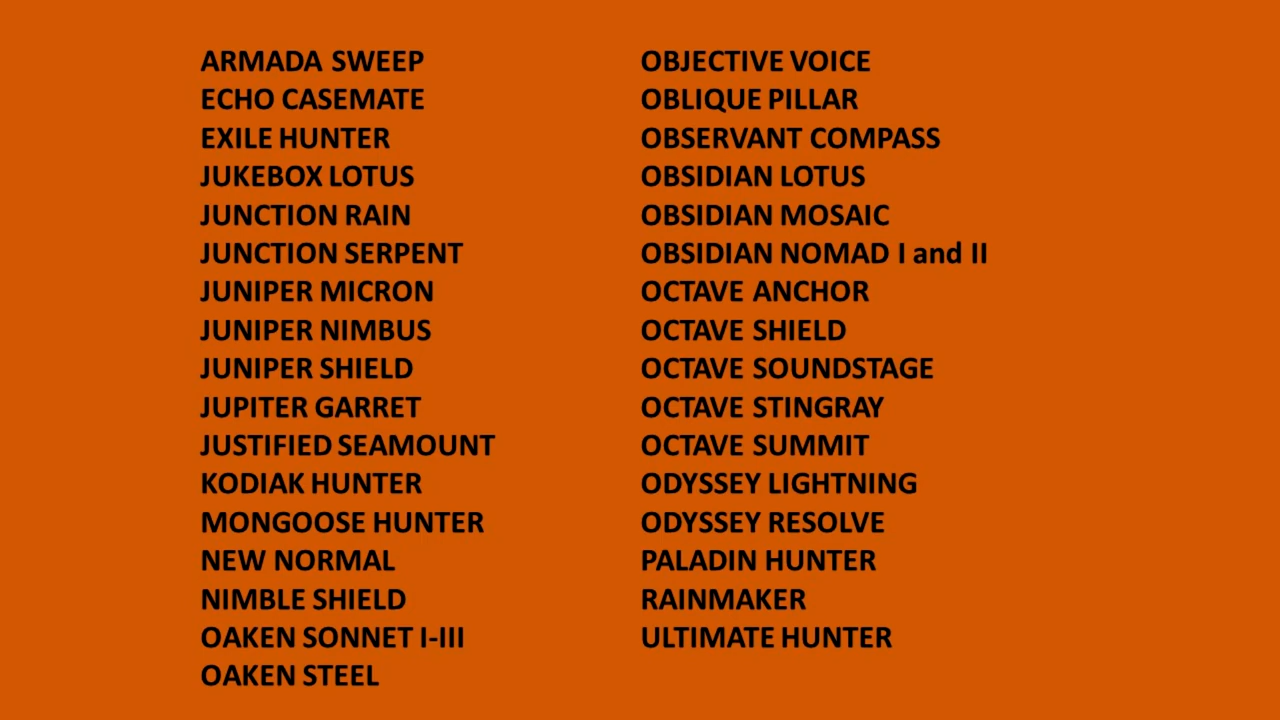 ARMADA SWEEP
ECHO CASEMATE
EXILE HUNTER
JUKEBOX LOTUS
JUNCTION RAIN
JUNCTION SERPENT
JUNIPER MICRON
JUNIPER NIMBUS
JUNIPER SHIELD
JUPITER GARRET
JUSTIFIED SEAMOUNT
KODIAK HUNTER
MONGOOSE HUNTER
NEW NORMAL
NIMBLE SHIELD
OAKEN SONNET I-III
OAKEN STEEL
OBJECTIVE VOICE
OBLIQUE PILLAR
OBSERVANT COMPASS
OBSIDIAN LOTUS
OBSIDIAN MOSAIC
OBSIDIAN NOMAD I and II
OCTAVE ANCHOR
OCTAVE SHIELD
OCTAVE SOUNDSTAGE
OCTAVE STINGRAY
OCTAVE SUMMIT
ODYSSEY LIGHTNING
ODYSSEY RESOLVE
PALADIN HUNTER
RAINMAKER
ULTIMATE HUNTER